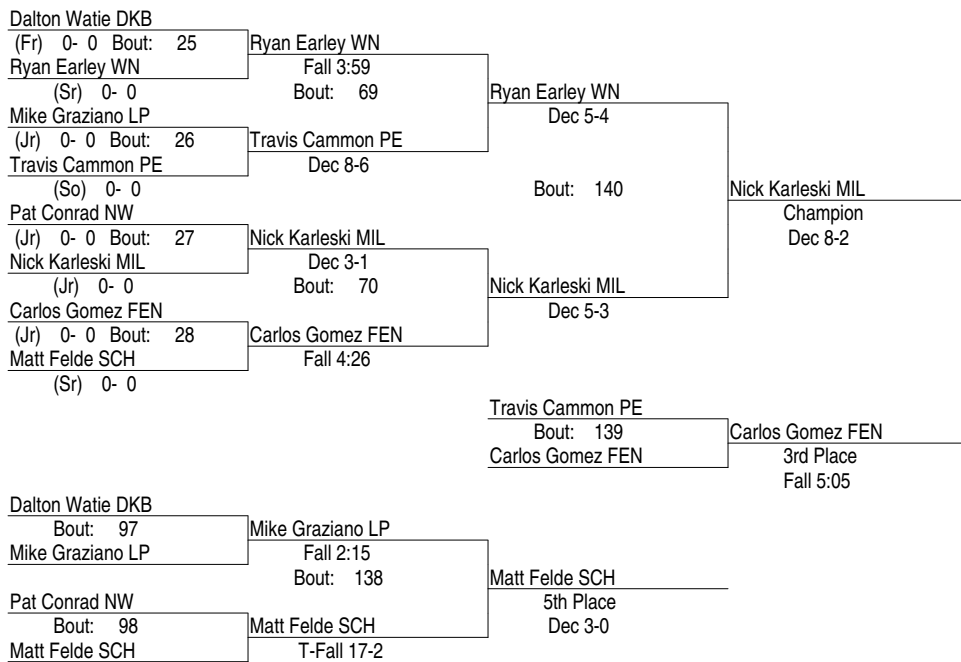 Dalton Watie DKB
(Fr) 0- 0 Bout: 25 Ryan Earley WN
Ryan Earley WN Fall 3:59
(Sr) 0- 0 Bout: 69 Ryan Earley WN
Mike Graziano LP Dec 5-4
(Jr) 0- 0 Bout: 26 Travis Cammon PE
Travis Cammon PE Dec 8-6
(So) 0- 0 Bout: 140 Nick Karleski MIL
Pat Conrad NW Champion
(Jr) 0- 0 Bout: 27 Nick Karleski MIL Dec 8-2
Nick Karleski MIL Dec 3-1
(Jr) 0- 0 Bout: 70 Nick Karleski MIL
Carlos Gomez FEN Dec 5-3
(Jr) 0- 0 Bout: 28 Carlos Gomez FEN
Matt Felde SCH Fall 4:26
(Sr) 0- 0
Travis Cammon PE
Bout: 139 Carlos Gomez FEN
Carlos Gomez FEN 3rd Place
Fall 5:05
Dalton Watie DKB
Bout: 97 Mike Graziano LP
Mike Graziano LP Fall 2:15
Bout: 138 Matt Felde SCH
Pat Conrad NW 5th Place
Bout: 98 Matt Felde SCH Dec 3-0
Matt Felde SCH T-Fall 17-2